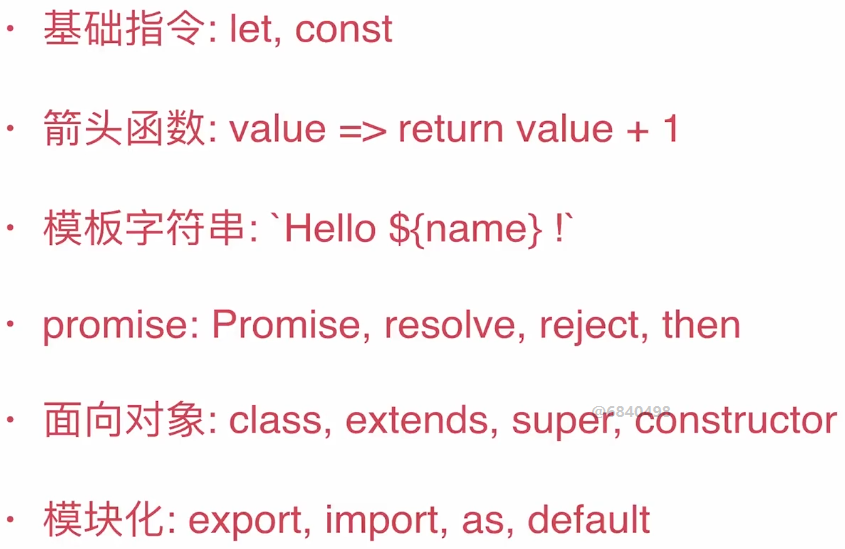 • 基础指令: let, const
• 箭头函数: value => return value + 1
• 模板字符串: `Hello ${name} !`
• promise: Promise, resolve, reject, then
@6840498
• 面向对象: class, extends, super, constructor
• 模块化: export, import, as, default